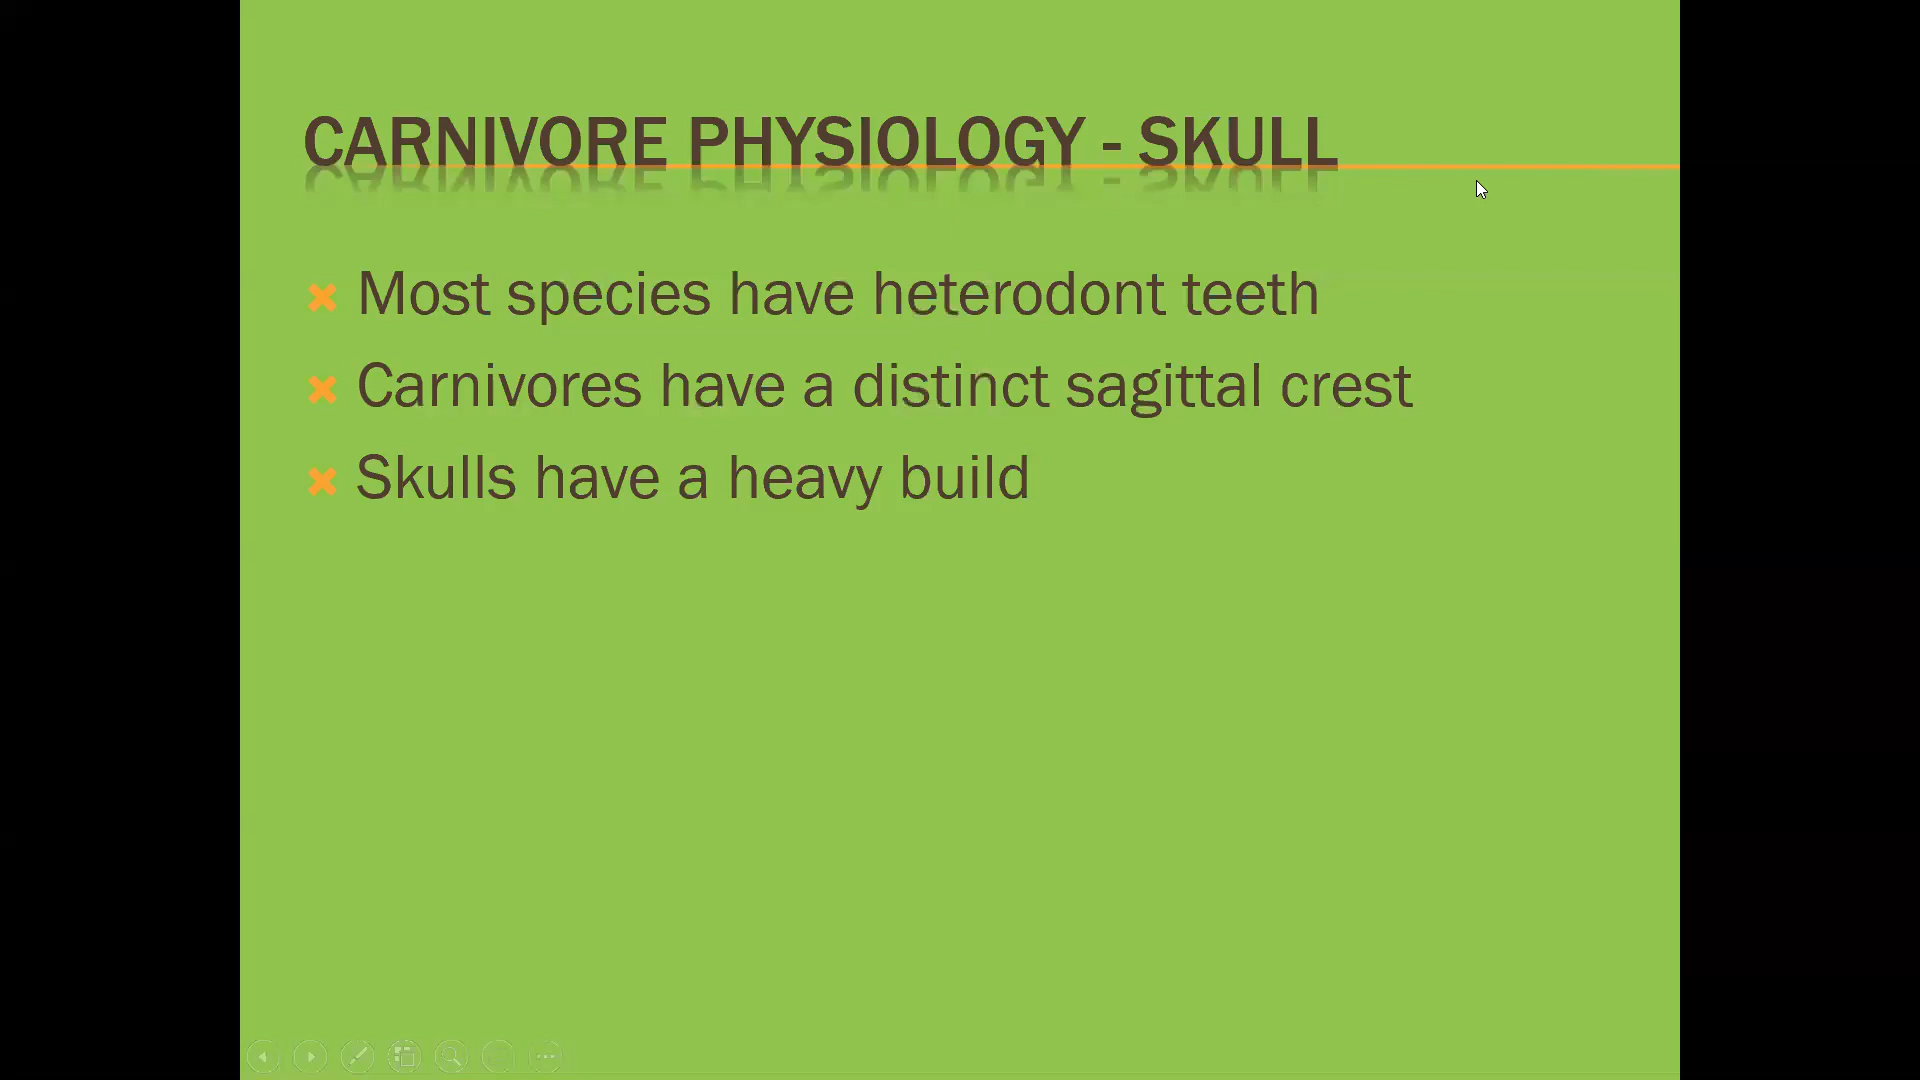 CARNIVORE PHYSIOLOGY - SKULL
Most species have heterodont teeth
Carnivores have a distinct sagittal crest
Skulls have a heavy build